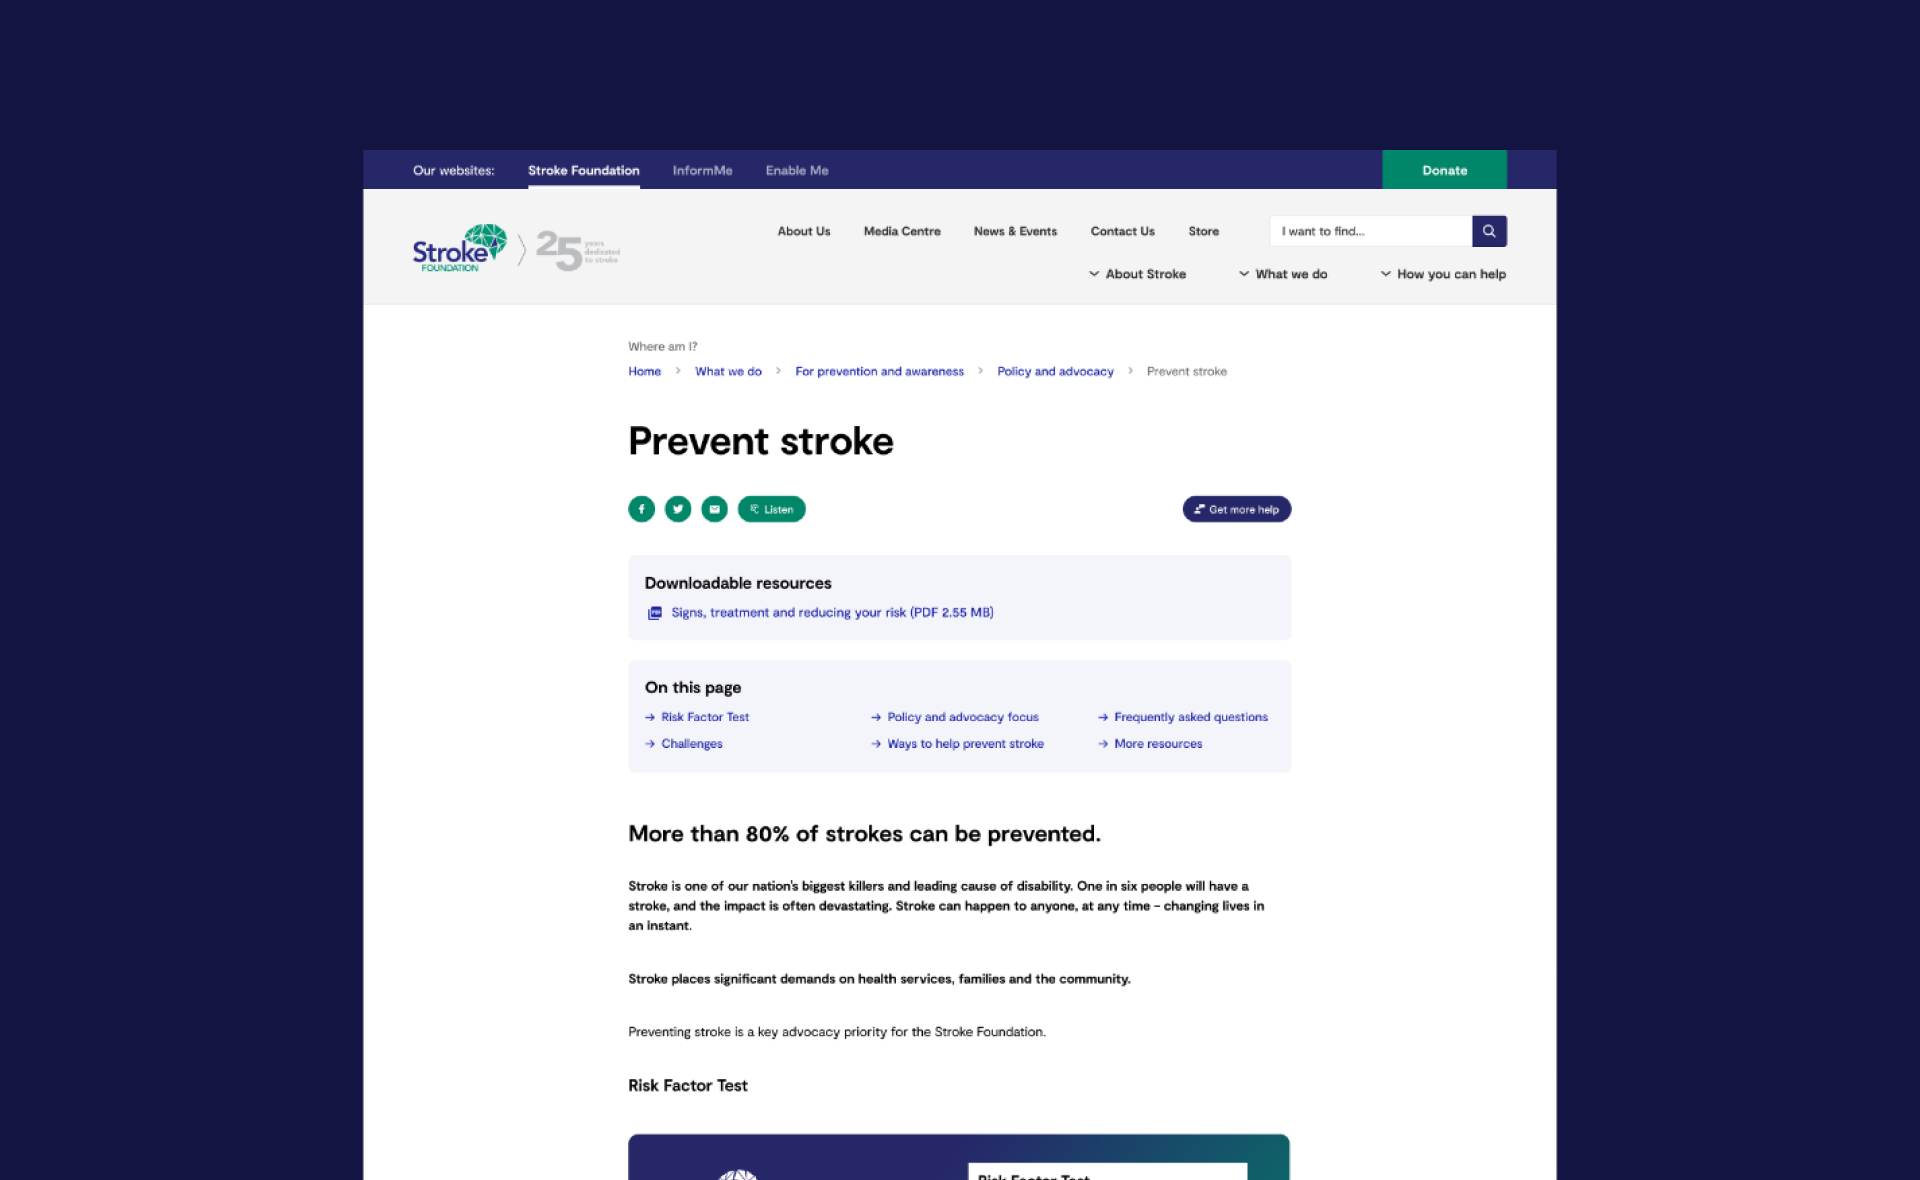 Our websites: Stroke Foundation InformMe Enable Me Donate
Stroke FOUNDATION 25 years dedicated to stroke
About Us Media Centre News & Events Contact Us Store I want to find...
About Stroke What we do How you can help
Where am I?
Home > What we do > For prevention and awareness > Policy and advocacy > Prevent stroke
Prevent stroke
Listen Get more help
Downloadable resources
Signs, treatment and reducing your risk (PDF 2.55 MB)
On this page
→ Risk Factor Test → Policy and advocacy focus → Frequently asked questions
→ Challenges → Ways to help prevent stroke → More resources
More than 80% of strokes can be prevented.
Stroke is one of our nation's biggest killers and leading cause of disability. One in six people will have a
stroke, and the impact is often devastating. Stroke can happen to anyone, at any time – changing lives in
an instant.
Stroke places significant demands on health services, families and the community.
Preventing stroke is a key advocacy priority for the Stroke Foundation.
Risk Factor Test
Risk Factor Test